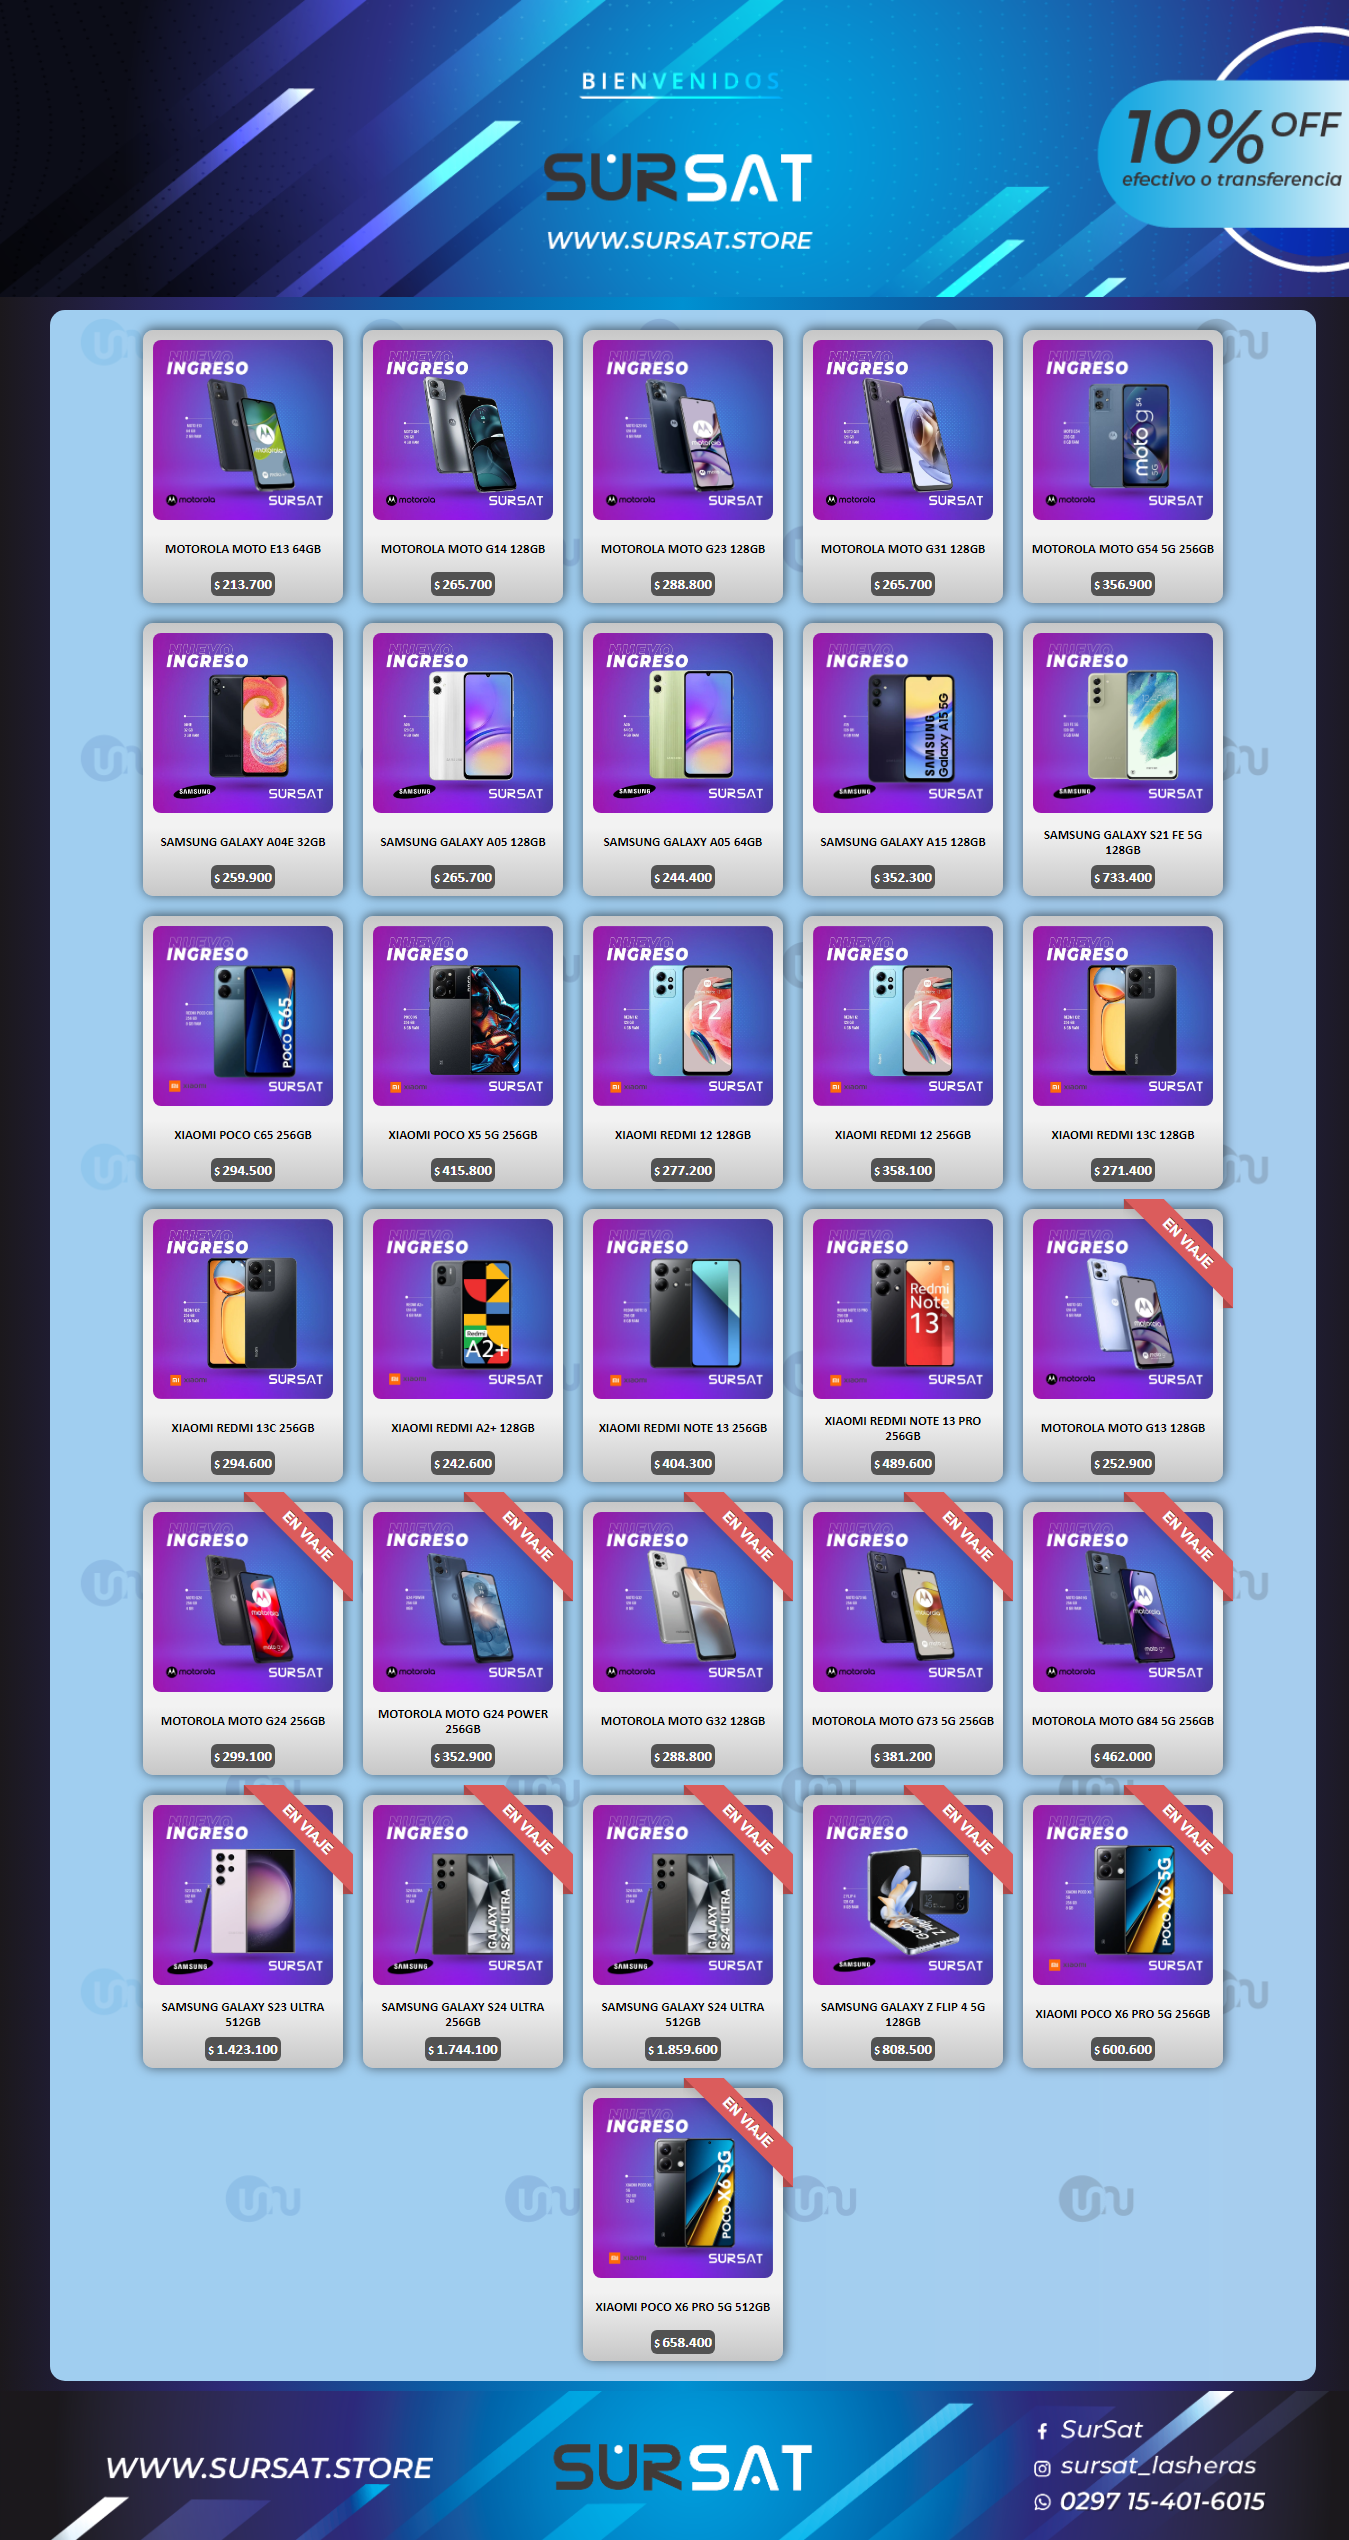 BIENVENIDOS
SURSAT
WWW.SURSAT.STORE
10% OFF
efectivo o transferencia
NUEVO
INGRESO
motorola
SURSAT
MOTOROLA MOTO E13 64GB
$ 213.700
NUEVO
INGRESO
motorola
SURSAT
MOTOROLA MOTO G14 128GB
$ 265.700
NUEVO
INGRESO
motorola
SURSAT
MOTOROLA MOTO G23 128GB
$ 288.800
NUEVO
INGRESO
motorola
SURSAT
MOTOROLA MOTO G31 128GB
$ 265.700
NUEVO
INGRESO
moto g 54
5G
motorola
SURSAT
MOTOROLA MOTO G54 5G 256GB
$ 356.900
NUEVO
INGRESO
SAMSUNG
SURSAT
SAMSUNG GALAXY A04E 32GB
$ 259.900
NUEVO
INGRESO
SAMSUNG
SURSAT
SAMSUNG GALAXY A05 128GB
$ 265.700
NUEVO
INGRESO
SAMSUNG
SURSAT
SAMSUNG GALAXY A05 64GB
$ 244.400
NUEVO
INGRESO
SAMSUNG
Galaxy A15 5G
SAMSUNG
SURSAT
SAMSUNG GALAXY A15 128GB
$ 352.300
NUEVO
INGRESO
SAMSUNG
SURSAT
SAMSUNG GALAXY S21 FE 5G
128GB
$ 733.400
NUEVO
INGRESO
POCO C65
SURSAT
XIAOMI POCO C65 256GB
$ 294.500
NUEVO
INGRESO
SURSAT
XIAOMI POCO X5 5G 256GB
$ 415.800
NUEVO
INGRESO
12
SURSAT
XIAOMI REDMI 12 128GB
$ 277.200
NUEVO
INGRESO
12
SURSAT
XIAOMI REDMI 12 256GB
$ 358.100
NUEVO
INGRESO
SURSAT
XIAOMI REDMI 13C 128GB
$ 271.400
NUEVO
INGRESO
SURSAT
XIAOMI REDMI 13C 256GB
$ 294.600
NUEVO
INGRESO
Redmi
A2+
SURSAT
XIAOMI REDMI A2+ 128GB
$ 242.600
NUEVO
INGRESO
SURSAT
XIAOMI REDMI NOTE 13 256GB
$ 404.300
NUEVO
INGRESO
Redmi
Note
13
SURSAT
XIAOMI REDMI NOTE 13 PRO
256GB
$ 489.600
EN VIAJE
NUEVO
INGRESO
motorola
SURSAT
MOTOROLA MOTO G13 128GB
$ 252.900
EN VIAJE
NUEVO
INGRESO
motorola
SURSAT
MOTOROLA MOTO G24 256GB
$ 299.100
EN VIAJE
NUEVO
INGRESO
motorola
SURSAT
MOTOROLA MOTO G24 POWER
256GB
$ 352.900
EN VIAJE
NUEVO
INGRESO
motorola
SURSAT
MOTOROLA MOTO G32 128GB
$ 288.800
EN VIAJE
NUEVO
INGRESO
motorola
SURSAT
MOTOROLA MOTO G73 5G 256GB
$ 381.200
EN VIAJE
NUEVO
INGRESO
motorola
SURSAT
MOTOROLA MOTO G84 5G 256GB
$ 462.000
EN VIAJE
NUEVO
INGRESO
SAMSUNG
SURSAT
SAMSUNG GALAXY S23 ULTRA
512GB
$ 1.423.100
EN VIAJE
NUEVO
INGRESO
GALAXY
S24 ULTRA
SAMSUNG
SURSAT
SAMSUNG GALAXY S24 ULTRA
256GB
$ 1.744.100
EN VIAJE
NUEVO
INGRESO
GALAXY
S24 ULTRA
SAMSUNG
SURSAT
SAMSUNG GALAXY S24 ULTRA
512GB
$ 1.859.600
EN VIAJE
NUEVO
INGRESO
SAMSUNG
SURSAT
SAMSUNG GALAXY Z FLIP 4 5G
128GB
$ 808.500
EN VIAJE
NUEVO
INGRESO
POCO X6 5G
SURSAT
XIAOMI POCO X6 PRO 5G 256GB
$ 600.600
EN VIAJE
NUEVO
INGRESO
POCO X6 5G
SURSAT
XIAOMI POCO X6 PRO 5G 512GB
$ 658.400
WWW.SURSAT.STORE
SURSAT
SurSat
sursat_lasheras
0297 15-401-6015